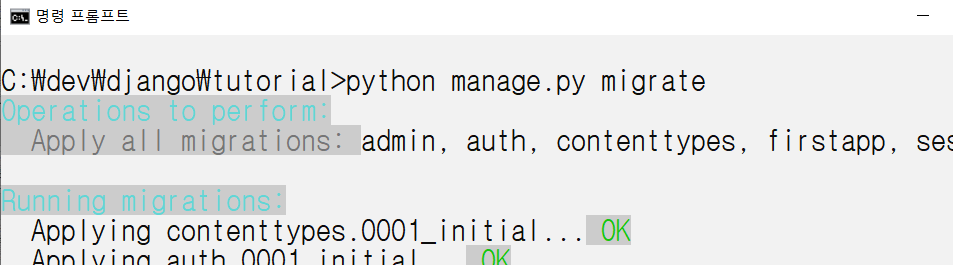 명령 프롬프트
C:₩dev₩django₩tutorial>python manage.py migrate
Operations to perform:
  Apply all migrations: admin, auth, contenttypes, firstapp, ses
Running migrations:
  Applying contenttypes.0001_initial... OK
  Applying auth.0001_initial... OK